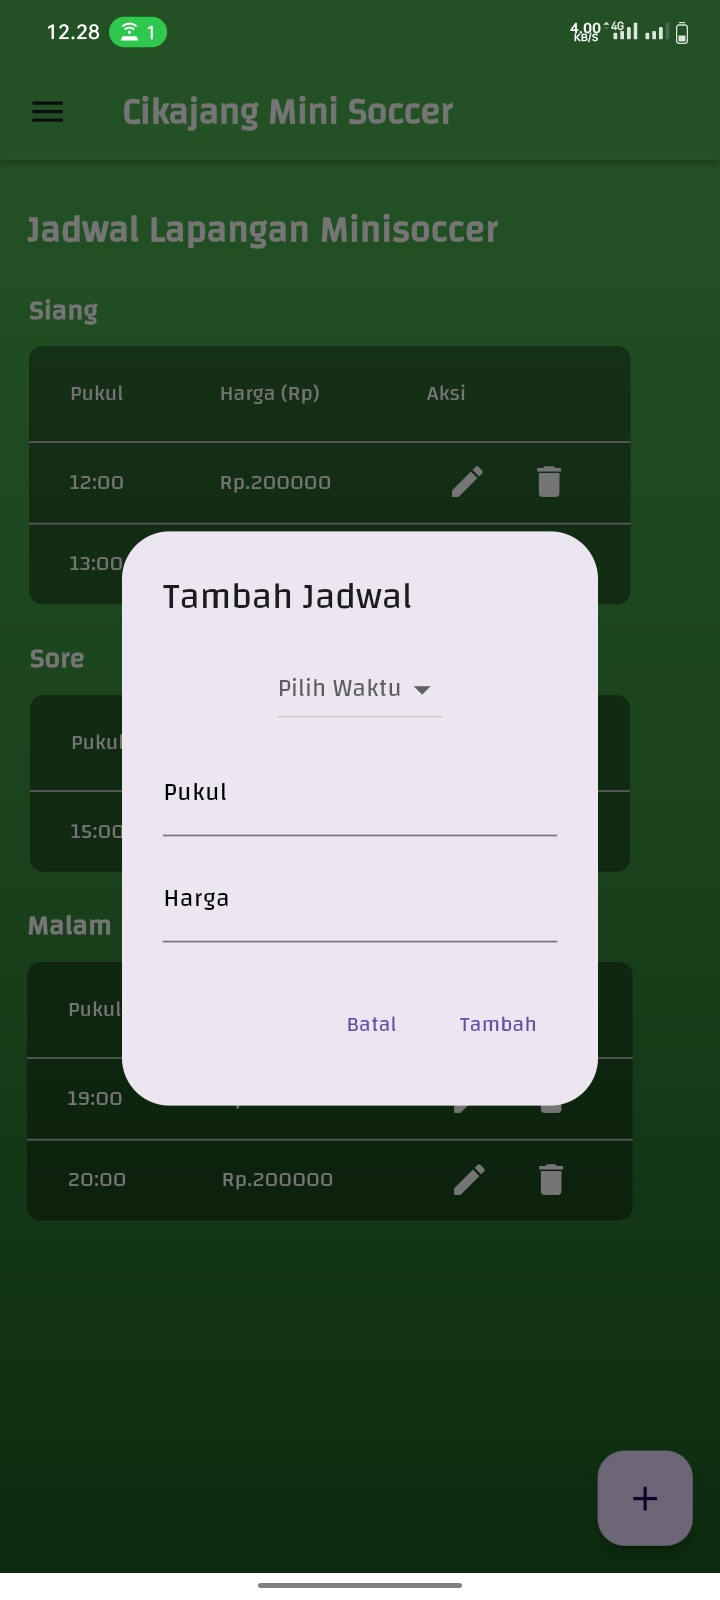 12.28 1 4.00 KB/S 4G
Cikajang Mini Soccer
Jadwal Lapangan Minisoccer
Siang
Pukul Harga (Rp) Aksi
12:00 Rp.200000
13:00
Tambah Jadwal
Pilih Waktu
Pukul
Harga
Batal Tambah
Sore
Pukul
15:00
Malam
Pukul
19:00
20:00 Rp.200000